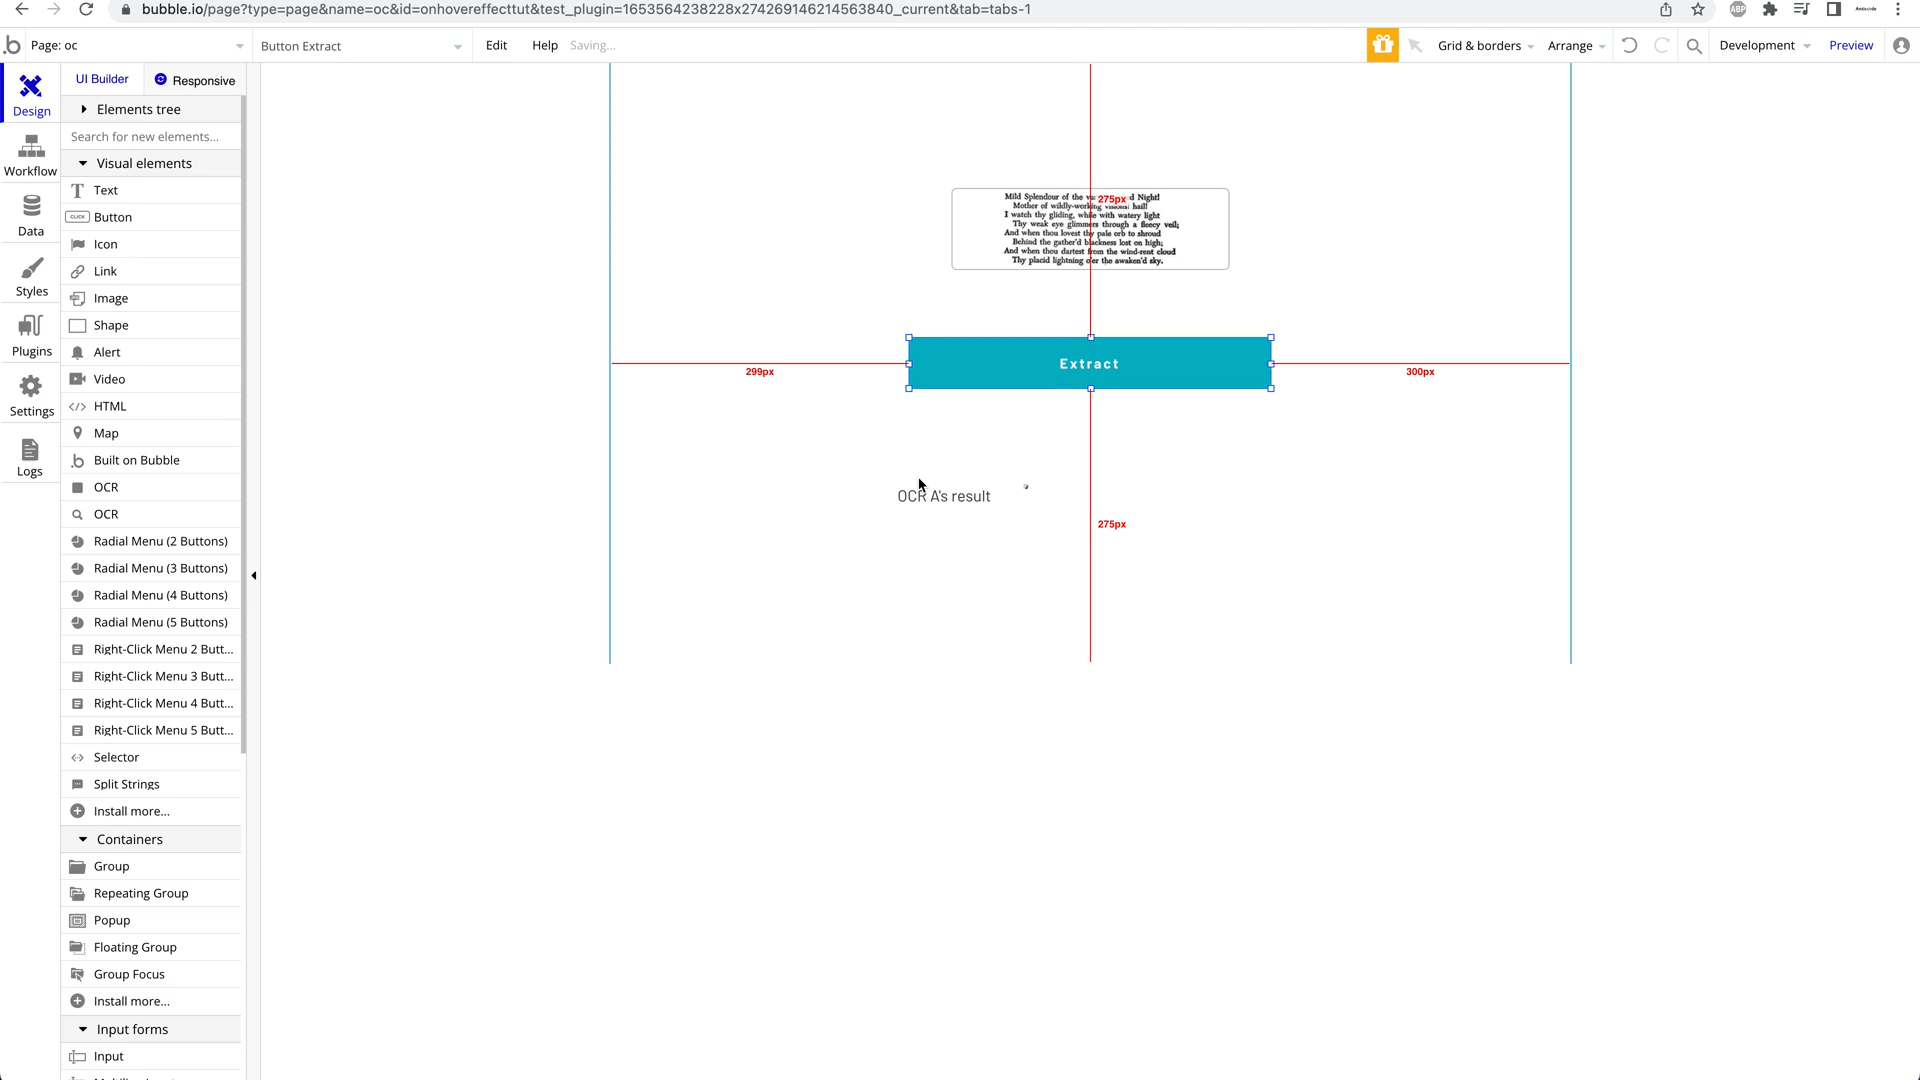 bubble.io/page?type=page&name=oc&id=onhovereffecttut&test_plugin=1653564238228x274269146214563840_current&tab=tabs-1
ABP
Page: oc
Button Extract
Edit
Help
Saving...
Grid & borders
Arrange
Development
Preview
Design
Workflow
Data
Styles
Plugins
Settings
Logs
UI Builder
Responsive
Elements tree
Search for new elements...
Visual elements
Text
CLICK
Button
Icon
Link
Image
Shape
Alert
Video
HTML
Map
Built on Bubble
OCR
OCR
Radial Menu (2 Buttons)
Radial Menu (3 Buttons)
Radial Menu (4 Buttons)
Radial Menu (5 Buttons)
Right-Click Menu 2 Butt...
Right-Click Menu 3 Butt...
Right-Click Menu 4 Butt...
Right-Click Menu 5 Butt...
Selector
Split Strings
Install more...
Containers
Group
Repeating Group
Popup
Floating Group
Group Focus
Install more...
Input forms
Input
Mild Splendour of the d Night!
275px
Mother of wildly-working visions! hail!
I watch thy gliding, while with watery light
Thy weak eye glimmers through a fleecy veil;
And when thou lovest thy pale orb to shroud
Behind the gather'd blackness lost on high;
And when thou dartest from the wind-rent cloud
Thy placid lightning o'er the awaken'd sky.
Extract
299px
300px
OCR A's result
275px